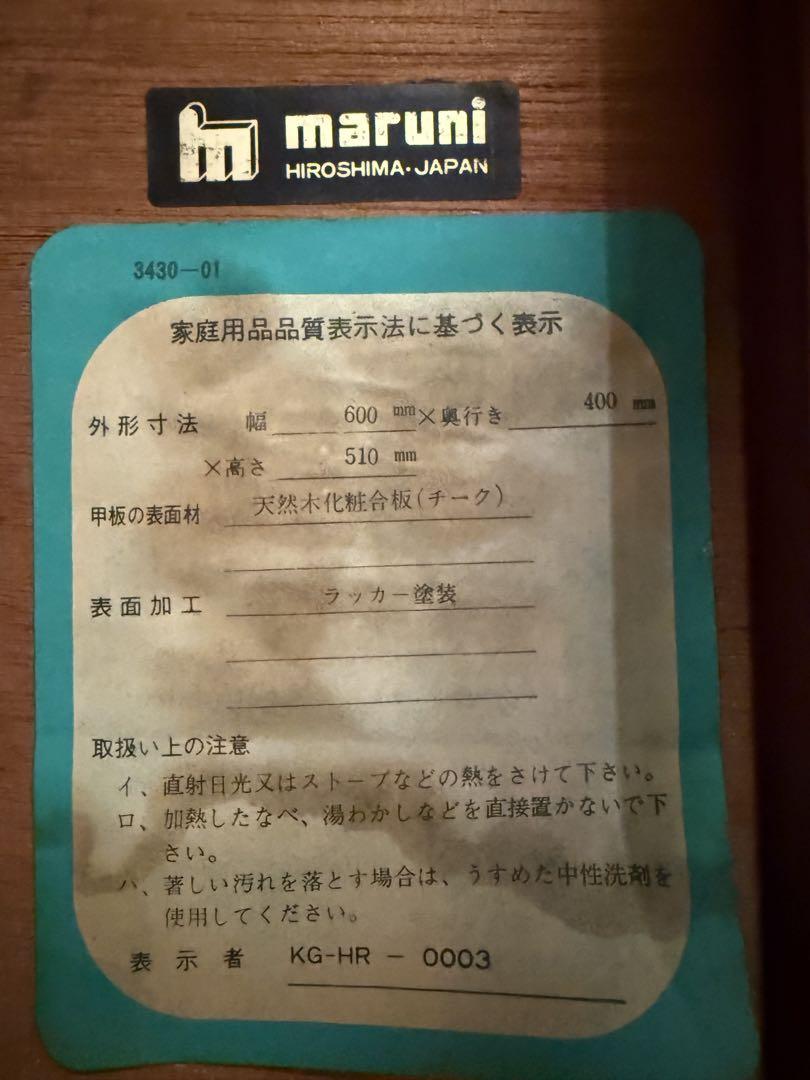 maruni
HIROSHIMA・JAPAN
3430-01
家庭用品品質表示法に基づく表示
外形寸法 幅 600 mm×奥行き 400 mm
×高さ 510 mm
甲板の表面材 天然木化粧合板(チーク)
表面加工 ラッカー塗装
取扱い上の注意
イ、直射日光又はストーブなどの熱をさけて下さい。
ロ、加熱したなべ、湯わかしなどを直接置かないで下
さい。
ハ、著しい汚れを落とす場合は、うすめた中性洗剤を
使用してください。
表示者 KG-HR-0003